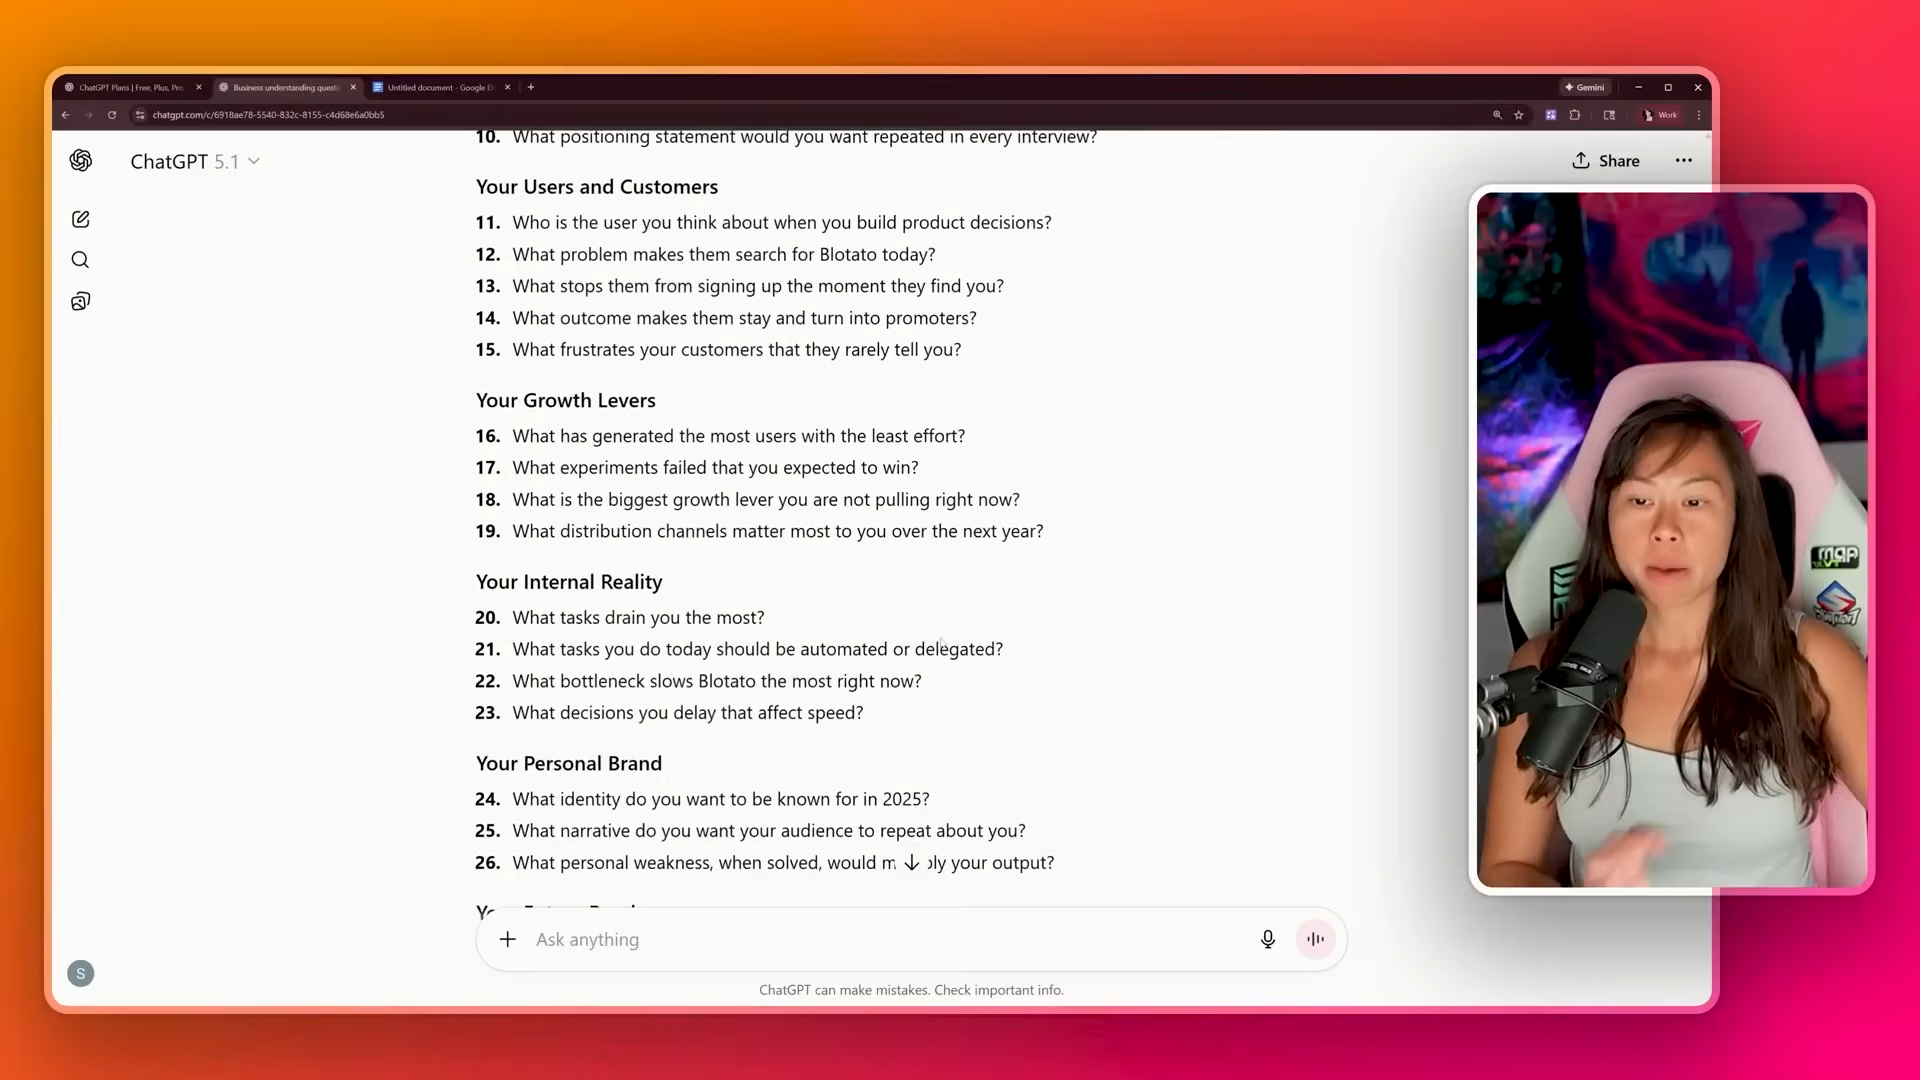 ChatGPT Plans | Free, Plus, Pro,
Business understanding questi
Untitled document - Google D
Gemini
chatgpt.com/c/6918ae78-5540-832c-8155-c4d68e6a0bb5
Work
ChatGPT 5.1
Share
10. What positioning statement would you want repeated in every interview?
Your Users and Customers
11. Who is the user you think about when you build product decisions?
12. What problem makes them search for Blotato today?
13. What stops them from signing up the moment they find you?
14. What outcome makes them stay and turn into promoters?
15. What frustrates your customers that they rarely tell you?
Your Growth Levers
16. What has generated the most users with the least effort?
17. What experiments failed that you expected to win?
18. What is the biggest growth lever you are not pulling right now?
19. What distribution channels matter most to you over the next year?
Your Internal Reality
20. What tasks drain you the most?
21. What tasks you do today should be automated or delegated?
22. What bottleneck slows Blotato the most right now?
23. What decisions you delay that affect speed?
Your Personal Brand
24. What identity do you want to be known for in 2025?
25. What narrative do you want your audience to repeat about you?
26. What personal weakness, when solved, would m ply your output?
Ask anything
S
ChatGPT can make mistakes. Check important info.